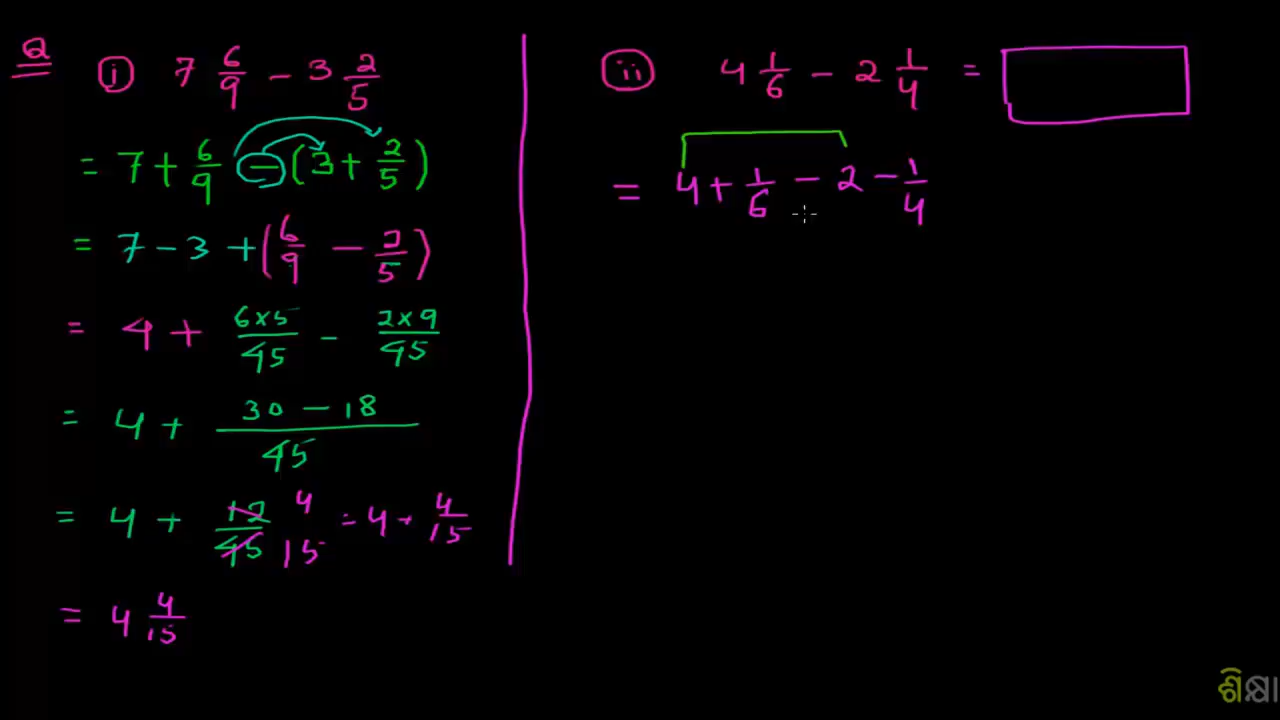 Q i) 7 6/9 - 3 2/5
= 7 + 6/9 - (3 + 2/5)
= 7 - 3 + (6/9 - 2/5)
= 4 + 6×5/45 - 2×9/45
= 4 + 30 - 18/45
= 4 + 12/45 4/15 = 4 + 4/15
= 4 4/15
ii) 4 1/6 - 2 1/4 =
= 4 + 1/6 - 2 - 1/4
ଶିକ୍ଷା